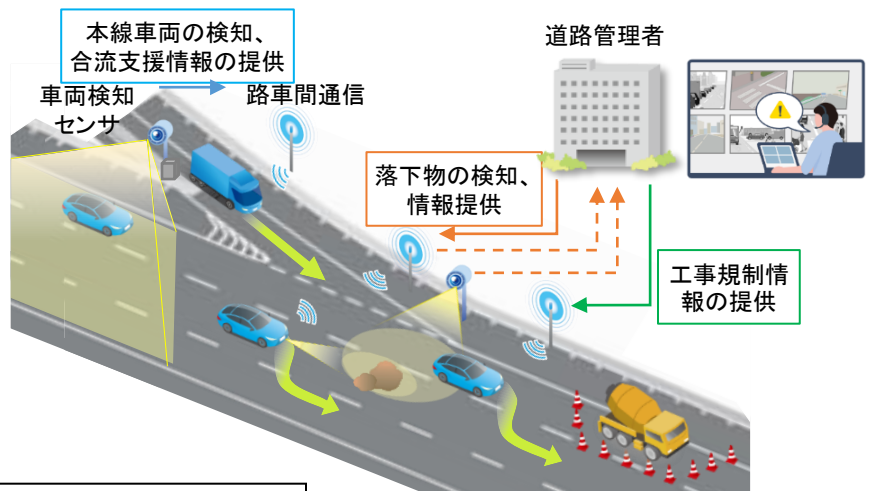 本線車両の検知、
合流支援情報の提供
車両検知
センサ
路車間通信
道路管理者
落下物の検知、
情報提供
工事規制情
報の提供